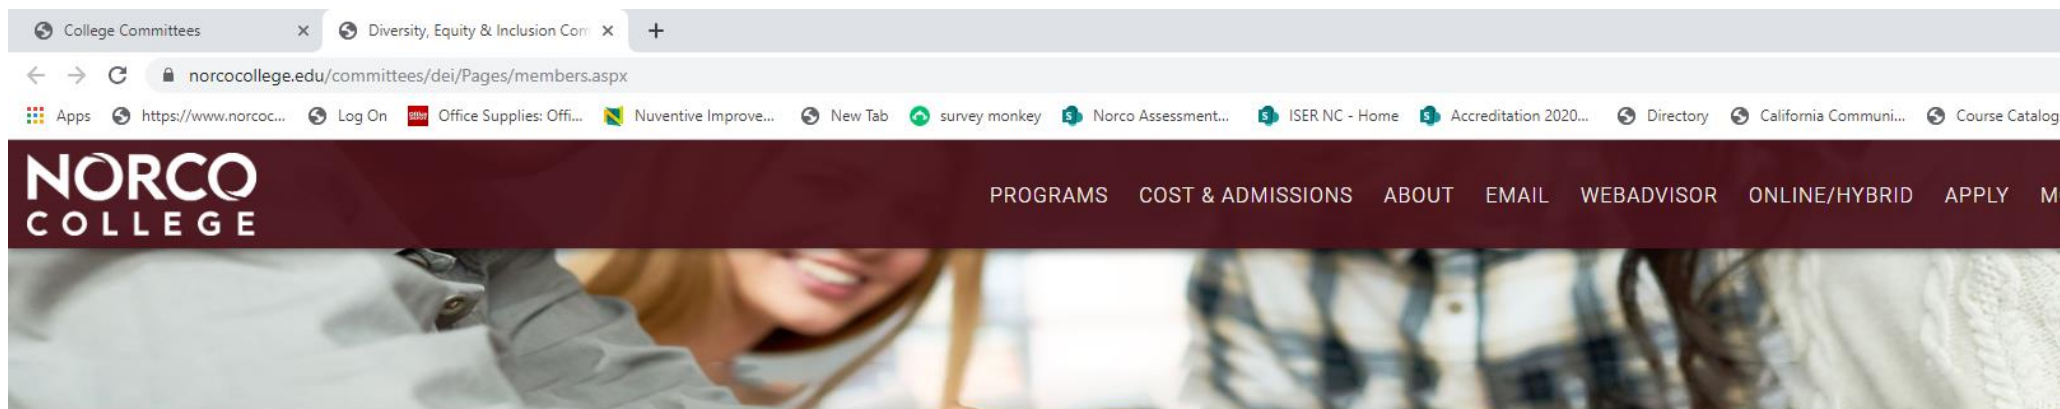 College Committees
Diversity, Equity & Inclusion Com
norcocollege.edu/committees/dei/Pages/members.aspx
Apps https://www.norcoc... Log On Office Supplies: Offi... Nuventive Improve... New Tab survey monkey Norco Assessment... ISER NC - Home Accreditation 2020... Directory California Communi... Course Catalog
NORCO
COLLEGE
PROGRAMS COST & ADMISSIONS ABOUT EMAIL WEBADVISOR ONLINE/HYBRID APPLY